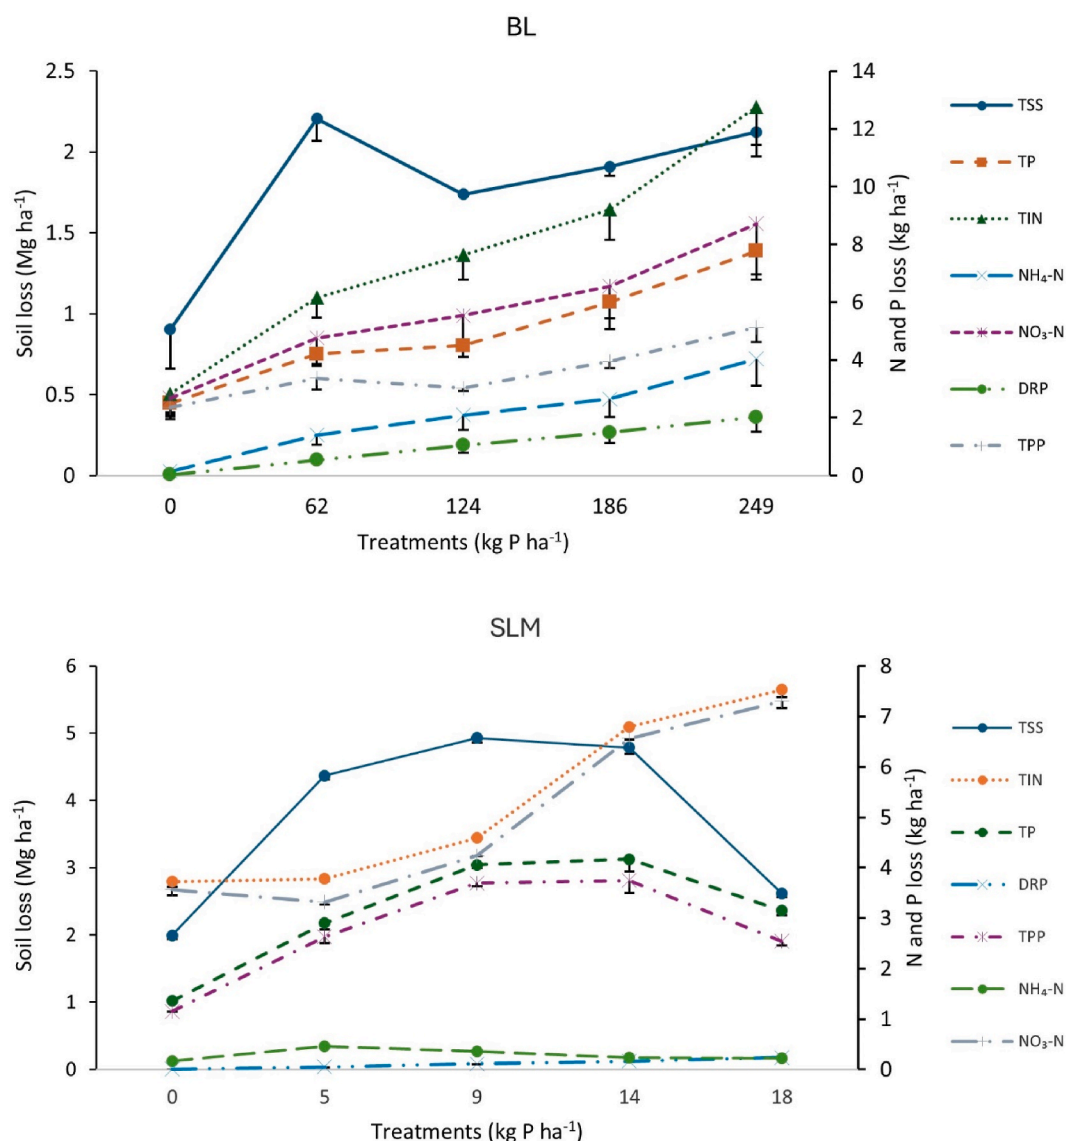 BL
2.5
2
1.5
1
0.5
0
Soil loss (Mg ha⁻¹)
14
12
10
8
6
4
2
0
N and P loss (kg ha⁻¹)
0 62 124 186 249
Treatments (kg P ha⁻¹)
TSS
TP
TIN
NH₄-N
NO₃-N
DRP
TPP
SLM
6
5
4
3
2
1
0
Soil loss (Mg ha⁻¹)
8
7
6
5
4
3
2
1
0
N and P loss (kg ha⁻¹)
0 5 9 14 18
Treatments (kg P ha⁻¹)
TSS
TIN
TP
DRP
TPP
NH₄-N
NO₃-N